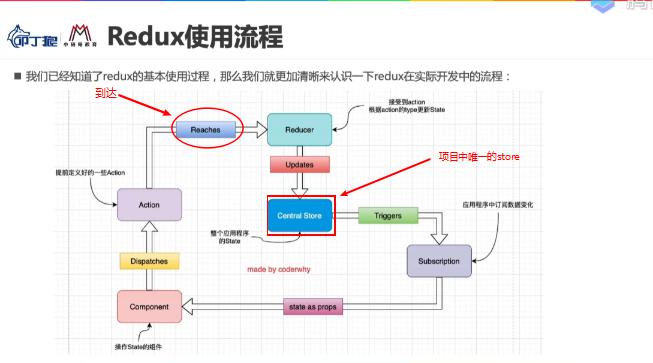 小码哥教育
Redux使用流程
我们已经知道了redux的基本使用过程，那么我们就更加清晰来认识一下redux在实际开发中的流程：
到达
接受到action
根据action的type更新State
Reaches
Reducer
Updates
项目中唯一的store
提前定义好的一些Action
Action
Central Store
Triggers
应用程序中订阅数据变化
整个应用程序
的State
Dispatches
Subscription
made by coderwhy
Component
state as props
操作State的组件